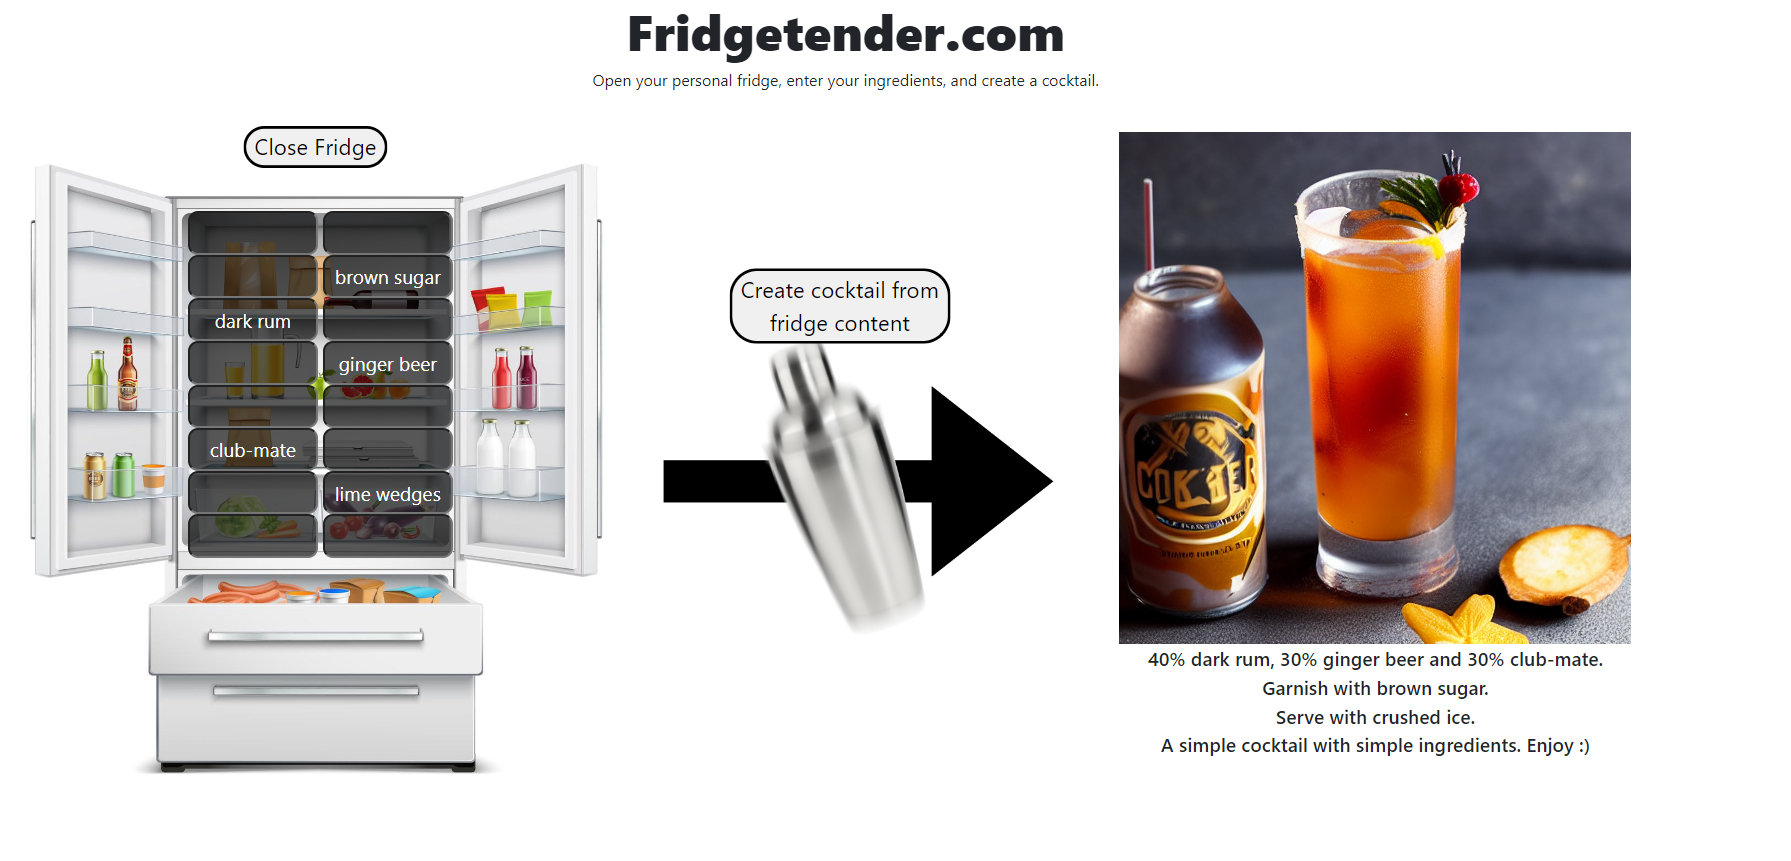 Fridgetender.com
Open your personal fridge, enter your ingredients, and create a cocktail.
Close Fridge
brown sugar
dark rum
ginger beer
club-mate
lime wedges
Create cocktail from
fridge content
COKTER
40% dark rum, 30% ginger beer and 30% club-mate.
Garnish with brown sugar.
Serve with crushed ice.
A simple cocktail with simple ingredients. Enjoy :)